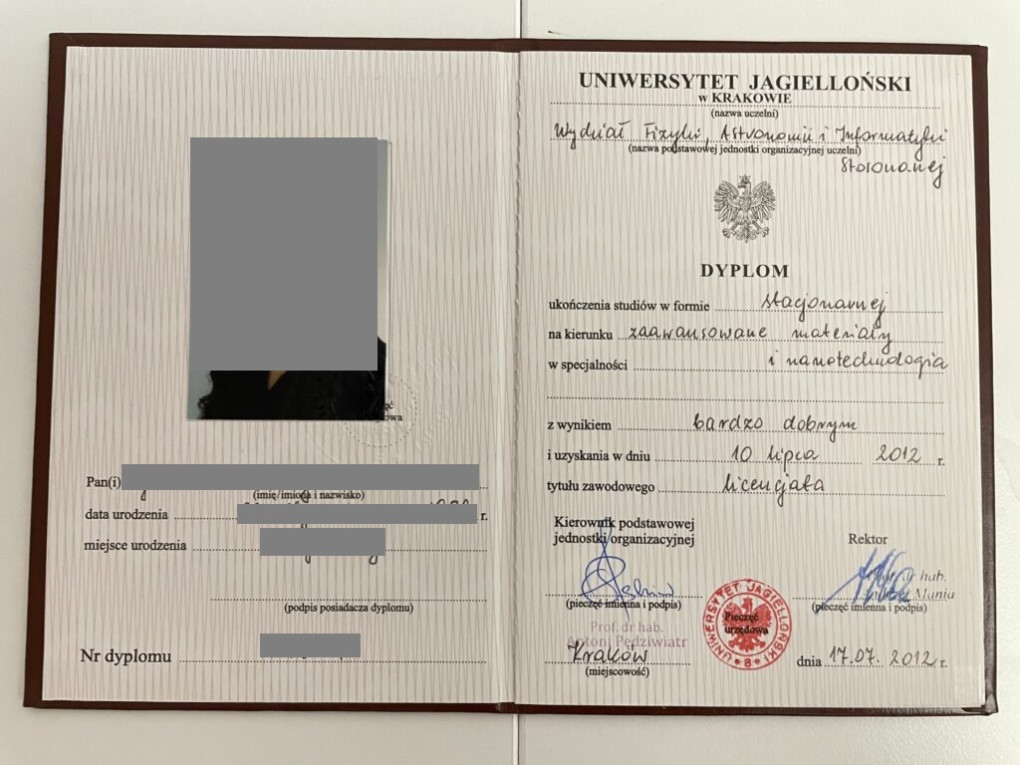 Pan(i)
(imię/imiona i nazwisko)
data urodzenia r.
miejsce urodzenia
(podpis posiadacza dyplomu)
Nr dyplomu
UNIWERSYTET JAGIELLOŃSKI
w KRAKOWIE
(nazwa uczelni)
Wydział Fizyki, Astronomii i Informatyki
(nazwa podstawowej jednostki organizacyjnej uczelni)
Stosowanej
DYPLOM
ukończenia studiów w formie stacjonarnej
na kierunku zaawansowane materiały
w specjalności i nanotechnologia
z wynikiem bardzo dobrym
i uzyskania w dniu 10 lipca 2012 r.
tytułu zawodowego licencjata
Kierownik podstawowej
jednostki organizacyjnej
Rektor
(pieczęć imienna i podpis)
(pieczęć imienna i podpis)
Prof. dr hab.
Antoni Pędziwiatr
UNIWERSYTET JAGIELLOŃSKI
Pieczęć
urzędowa
Kraków
(miejscowość)
dnia 17.07. 2012 r.